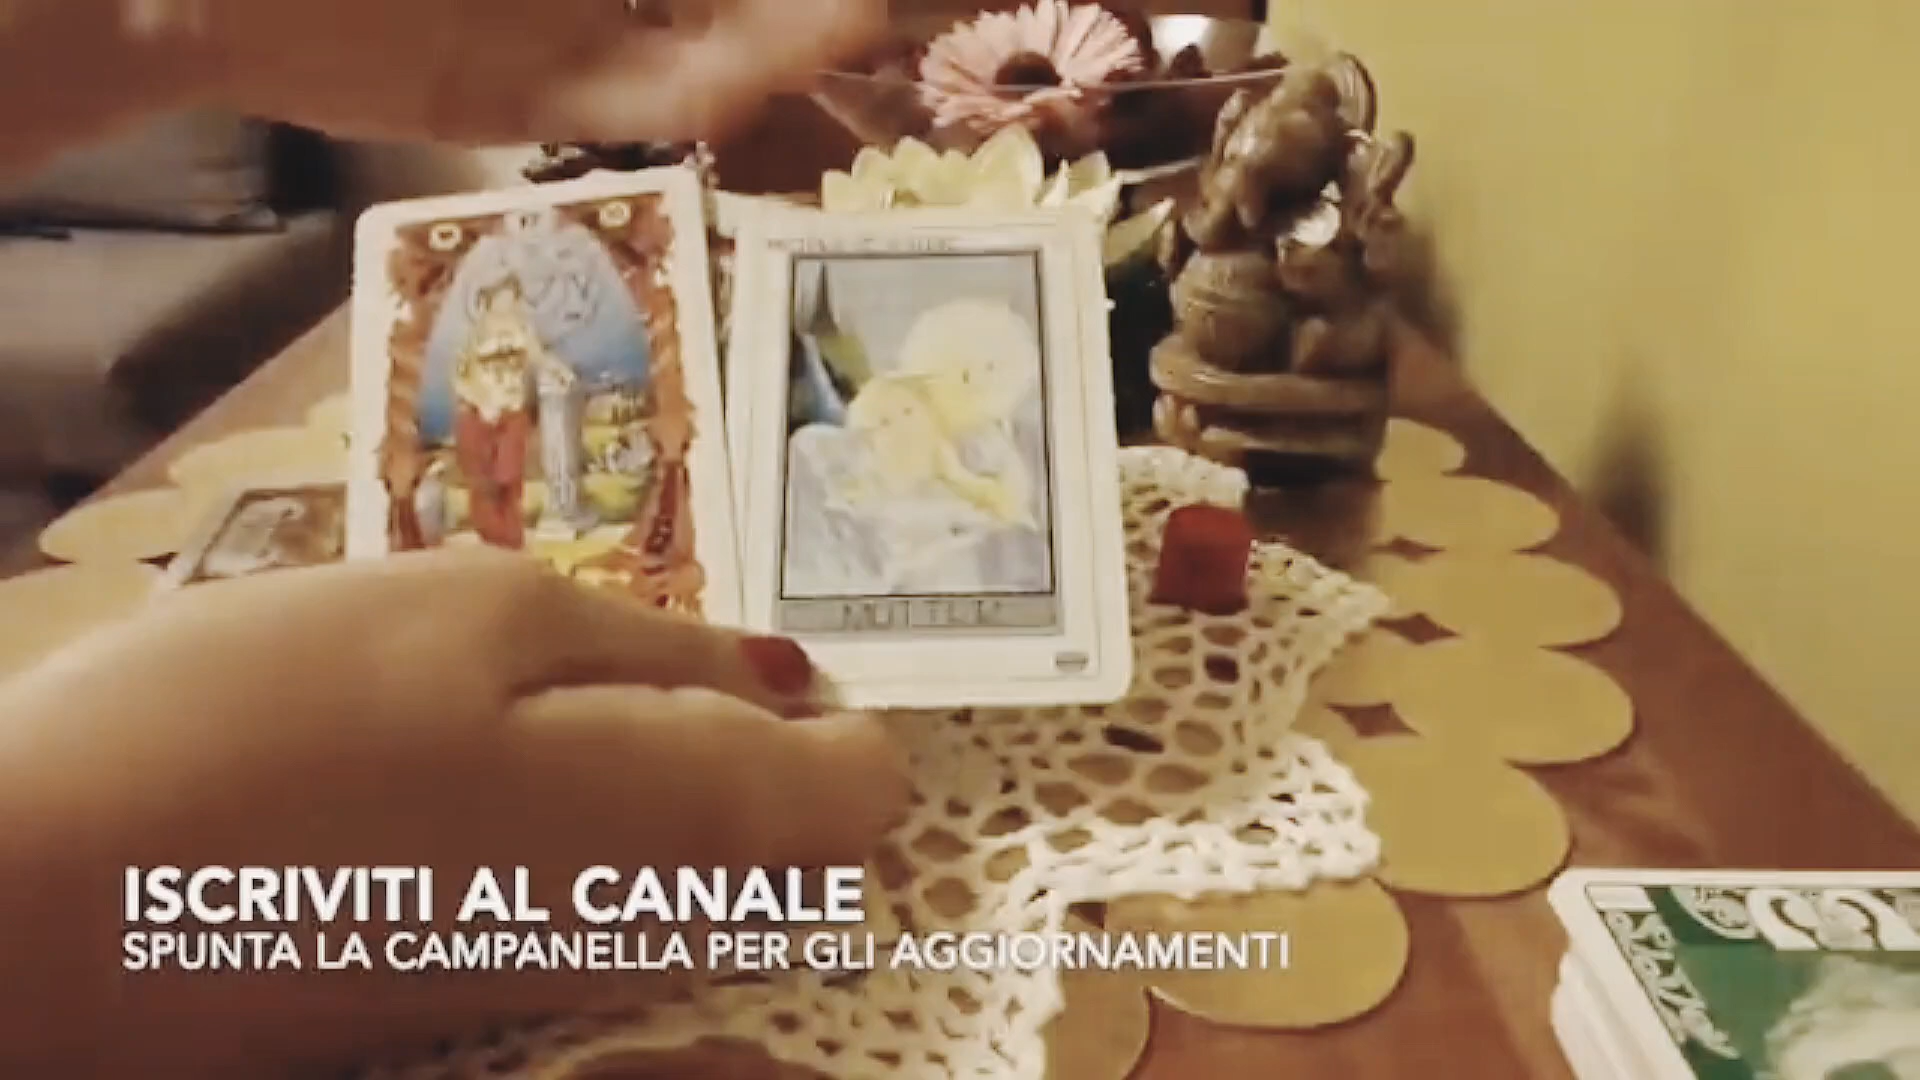 ISCRIVITI AL CANALE
SPUNTA LA CAMPANELLA PER GLI AGGIORNAMENTI